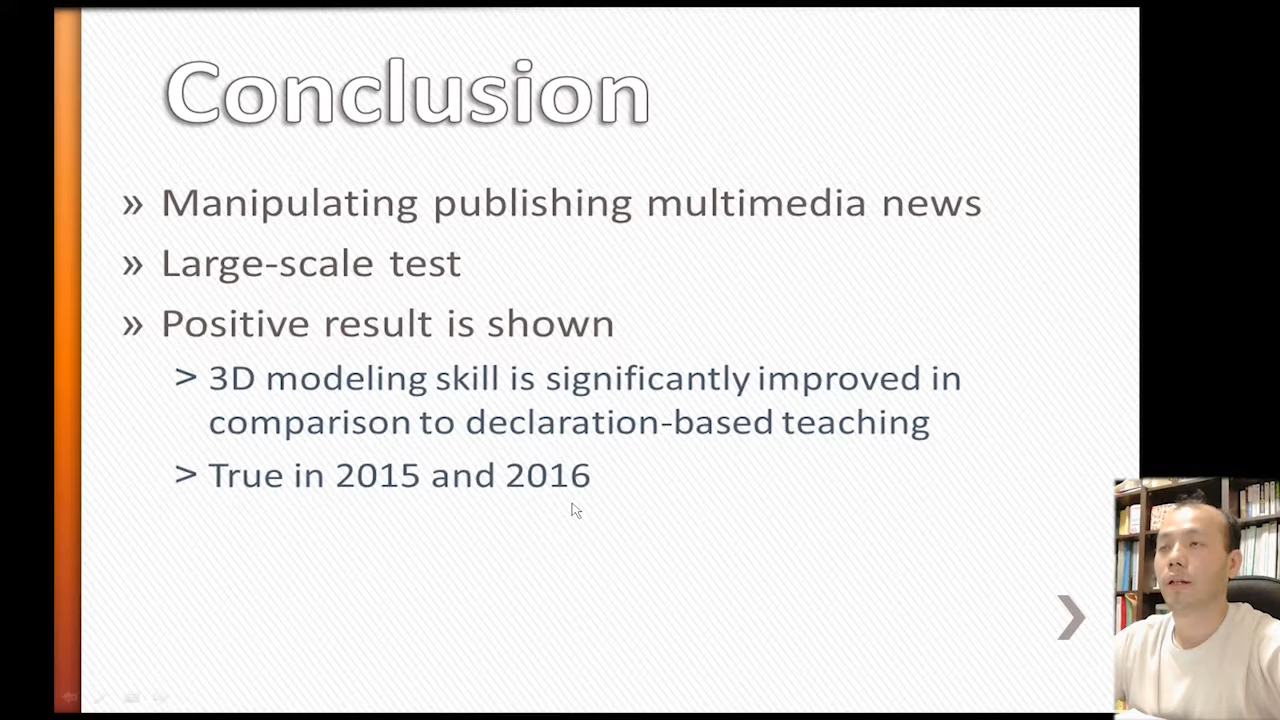 Conclusion
» Manipulating publishing multimedia news
» Large-scale test
» Positive result is shown
> 3D modeling skill is significantly improved in
comparison to declaration-based teaching
> True in 2015 and 2016